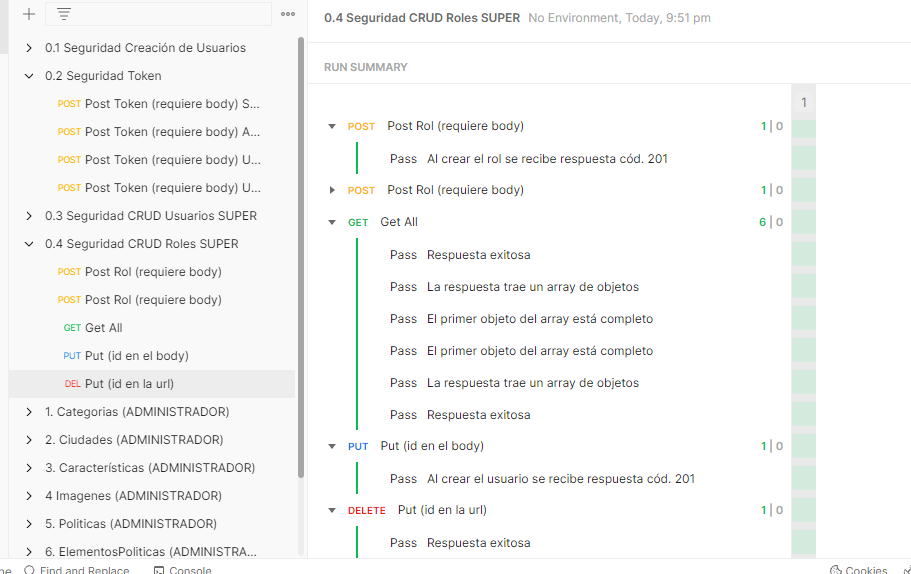 0.4 Seguridad CRUD Roles SUPER No Environment, Today, 9:51 pm
0.1 Seguridad Creación de Usuarios
0.2 Seguridad Token
POST Post Token (requiere body) S...
POST Post Token (requiere body) A...
POST Post Token (requiere body) U...
POST Post Token (requiere body) U...
0.3 Seguridad CRUD Usuarios SUPER
0.4 Seguridad CRUD Roles SUPER
POST Post Rol (requiere body)
POST Post Rol (requiere body)
GET Get All
PUT Put (id en el body)
DEL Put (id en la url)
1. Categorias (ADMINISTRADOR)
2. Ciudades (ADMINISTRADOR)
3. Características (ADMINISTRADOR)
4 Imagenes (ADMINISTRADOR)
5. Politicas (ADMINISTRADOR)
6. ElementosPoliticas (ADMINISTRA...
RUN SUMMARY
1
POST Post Rol (requiere body) 1 | 0
Pass Al crear el rol se recibe respuesta cód. 201
POST Post Rol (requiere body) 1 | 0
GET Get All 6 | 0
Pass Respuesta exitosa
Pass La respuesta trae un array de objetos
Pass El primer objeto del array está completo
Pass El primer objeto del array está completo
Pass La respuesta trae un array de objetos
Pass Respuesta exitosa
PUT Put (id en el body) 1 | 0
Pass Al crear el usuario se recibe respuesta cód. 201
DELETE Put (id en la url) 1 | 0
Pass Respuesta exitosa
Find and Replace Console Cookies